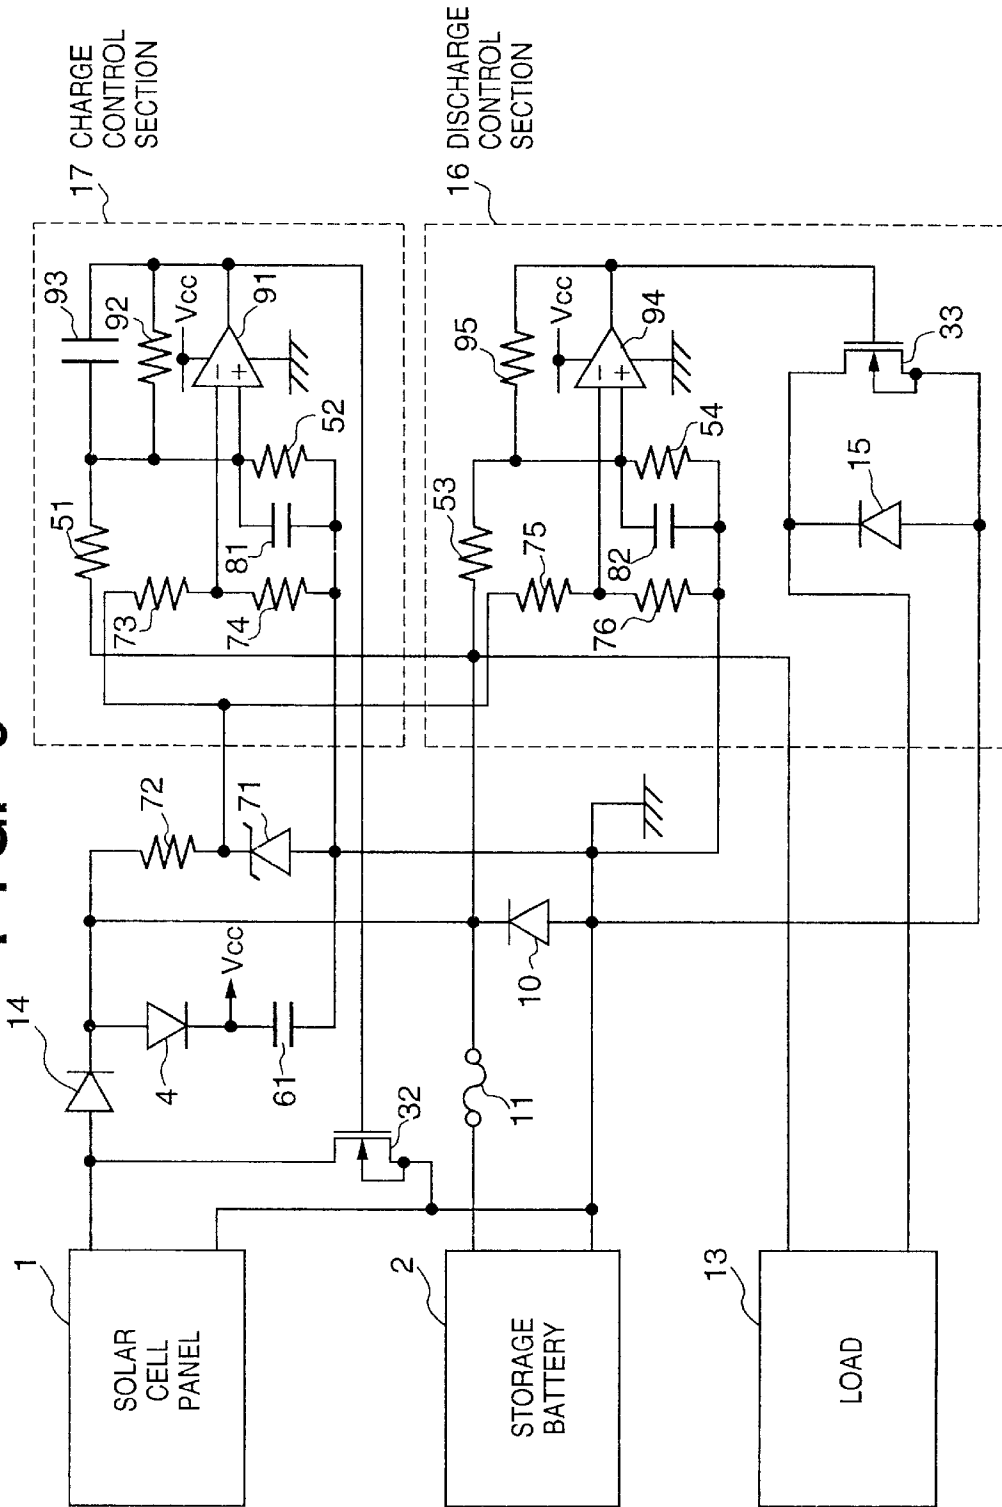 17 CHARGE
CONTROL
SECTION
16 DISCHARGE
CONTROL
SECTION
93
92
Vcc
91
51
52
73
74
81
95
Vcc
94
53
54
75
76
82
15
33
72
71
14
4
Vcc
61
10
11
32
1
SOLAR
CELL
PANEL
2
STORAGE
BATTERY
13
LOAD